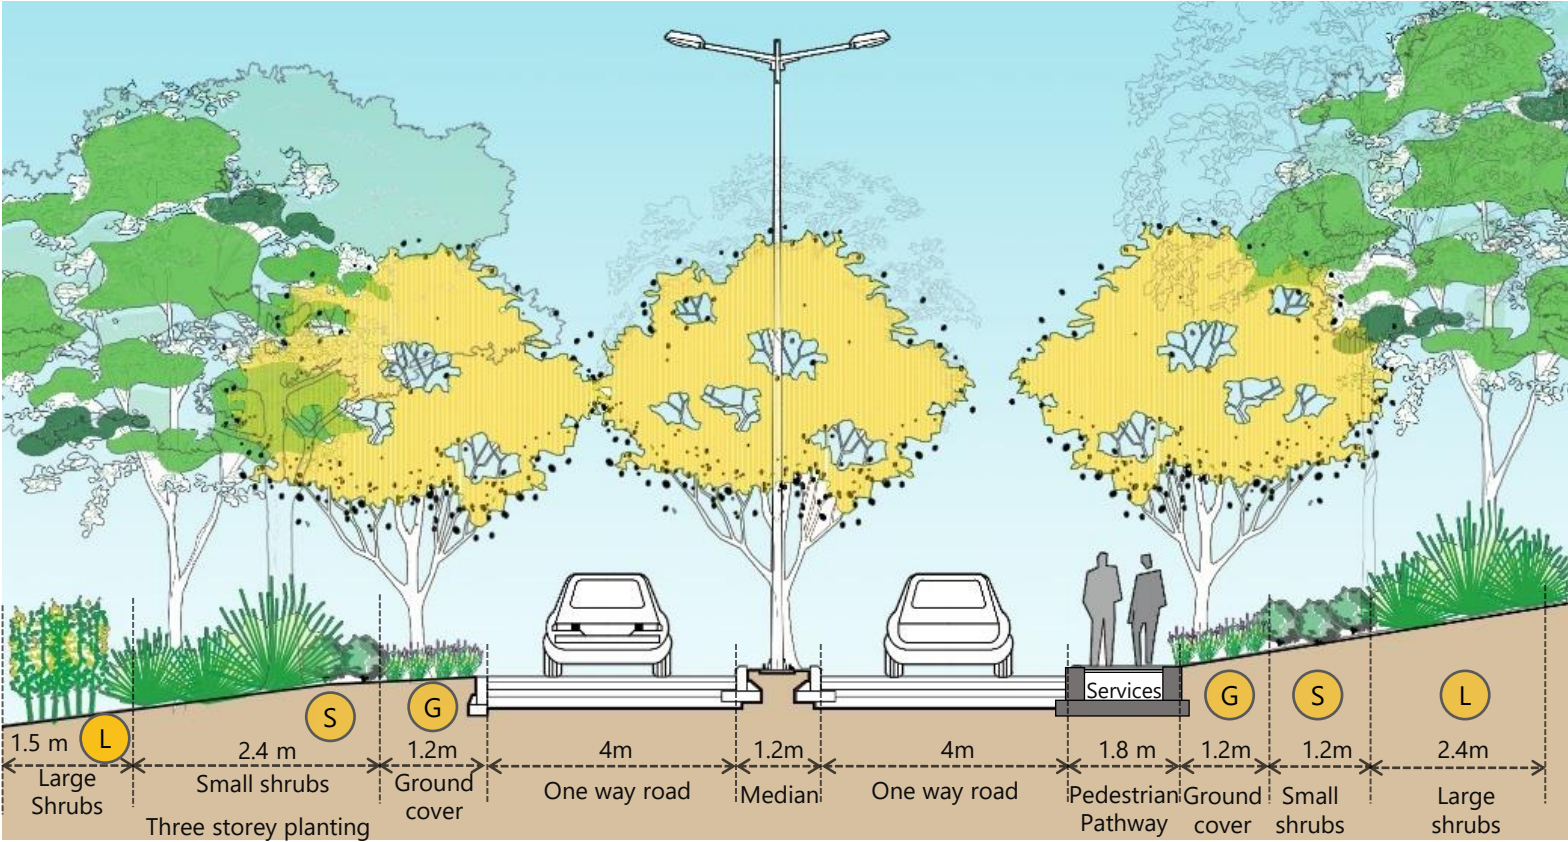 Services
L
S
G
G
S
L
1.5 m
2.4 m
1.2m
4m
1.2m
4m
1.8 m
1.2m
1.2m
2.4m
Large
Shrubs
Small shrubs
Three storey planting
Ground
cover
One way road
Median
One way road
Pedestrian
Pathway
Ground
cover
Small
shrubs
Large
shrubs